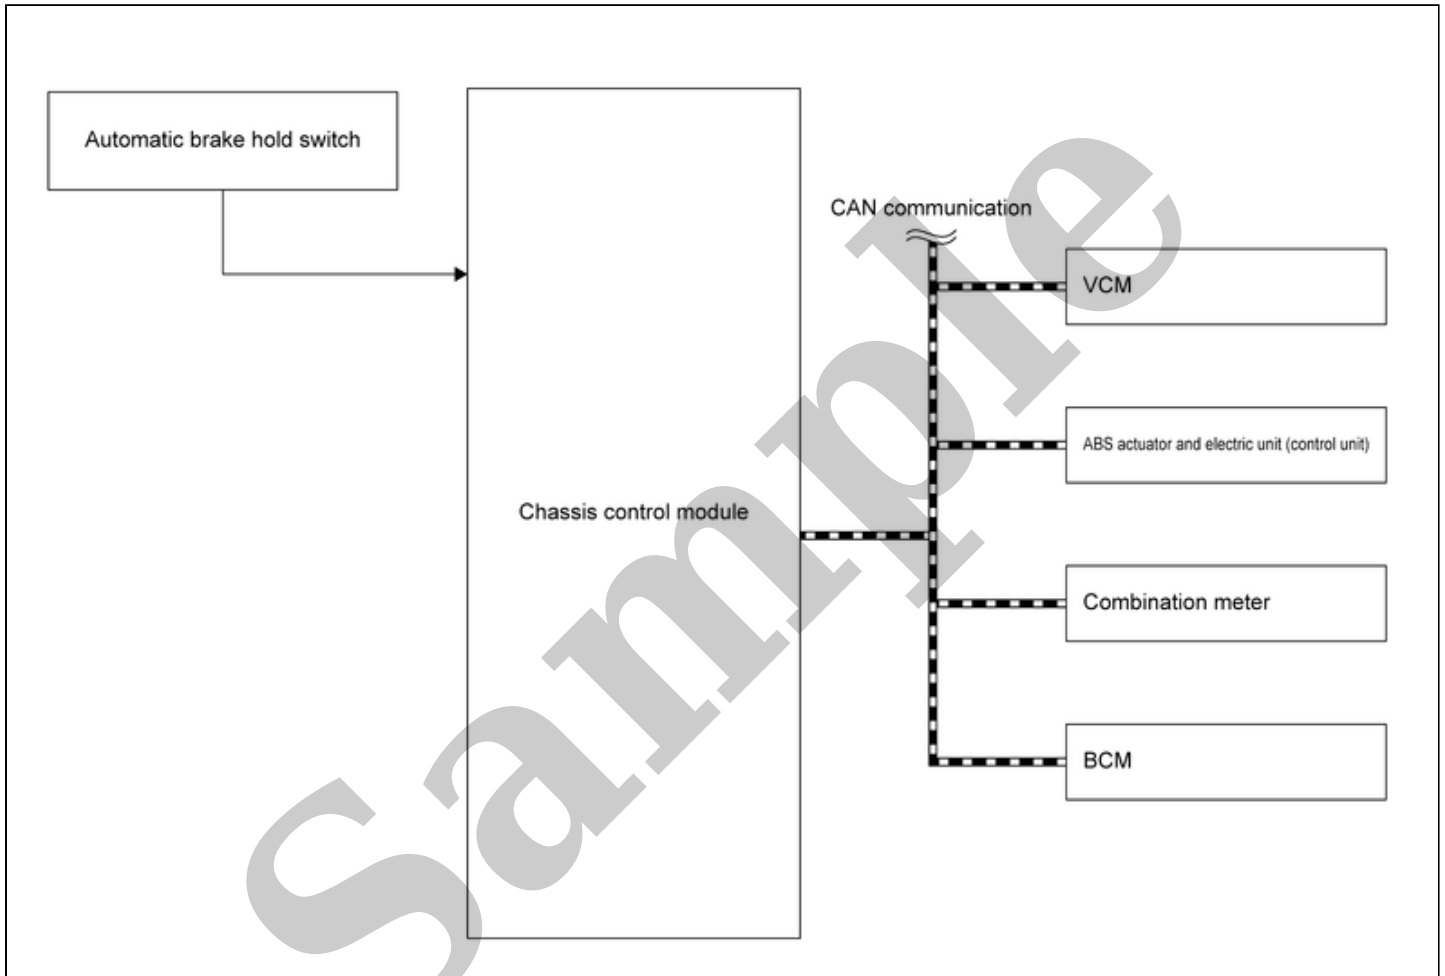 Automatic brake hold switch
CAN communication
VCM
ABS actuator and electric unit (control unit)
Chassis control module
Combination meter
BCM
Sample